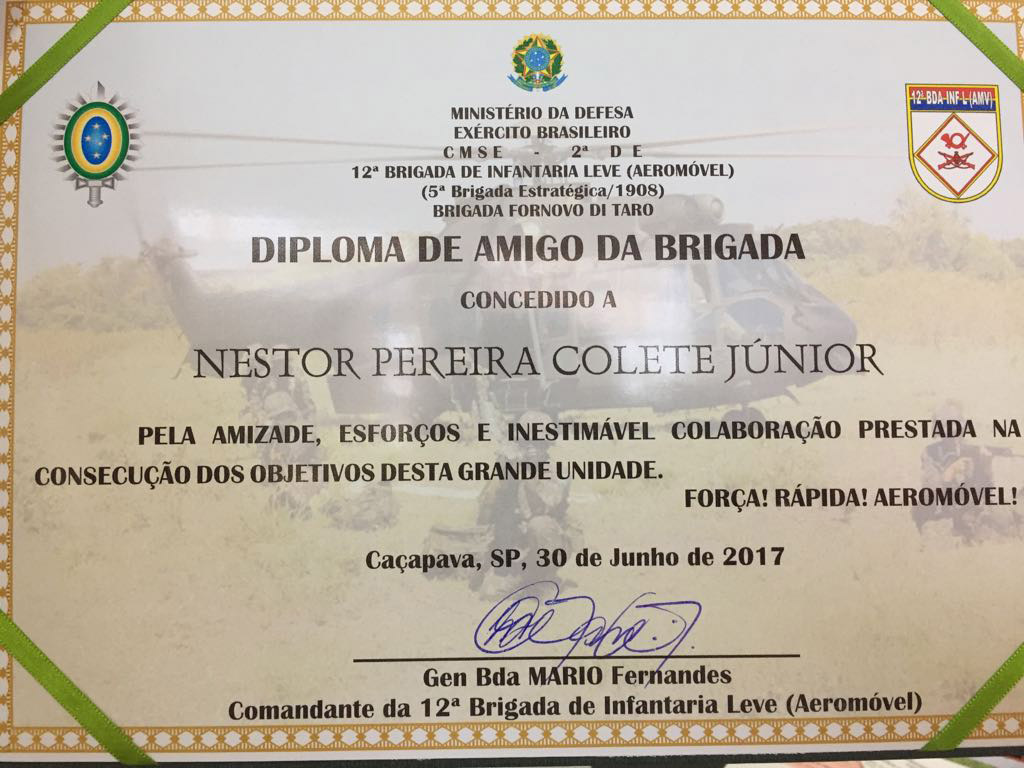 12ª BDA INF L (AMV)
MINISTÉRIO DA DEFESA
EXÉRCITO BRASILEIRO
CMSE - 2ª DE
12ª BRIGADA DE INFANTARIA LEVE (AEROMÓVEL)
(5ª Brigada Estratégica/1908)
BRIGADA FORNOVO DI TARO
DIPLOMA DE AMIGO DA BRIGADA
CONCEDIDO A
NESTOR PEREIRA COLETE JÚNIOR
PELA AMIZADE, ESFORÇOS E INESTIMÁVEL COLABORAÇÃO PRESTADA NA
CONSECUÇÃO DOS OBJETIVOS DESTA GRANDE UNIDADE.
FORÇA! RÁPIDA! AEROMÓVEL!
Caçapava, SP, 30 de Junho de 2017
Gen Bda MARIO Fernandes
Comandante da 12ª Brigada de Infantaria Leve (Aeromóvel)